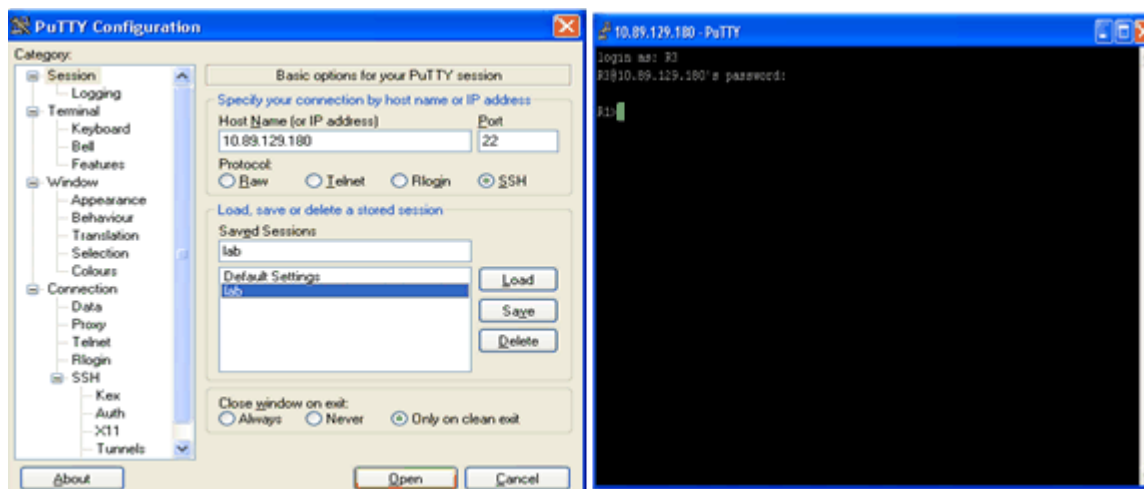 PuTTY Configuration
Category:
Session
Logging
Terminal
Keyboard
Bell
Features
Window
Appearance
Behaviour
Translation
Selection
Colours
Connection
Data
Proxy
Telnet
Rlogin
SSH
Kex
Auth
X11
Tunnels
Basic options for your PuTTY session
Specify your connection by host name or IP address
Host Name (or IP address) Port
10.89.129.180 22
Protocol:
Raw Telnet Rlogin SSH
Load, save or delete a stored session
Saved Sessions
lab
Default Settings
lab
Load
Save
Delete
Close window on exit:
Always Never Only on clean exit
About Open Cancel
10.89.129.180 - PuTTY
login as: R3
R3@10.89.129.180's password:
R1>